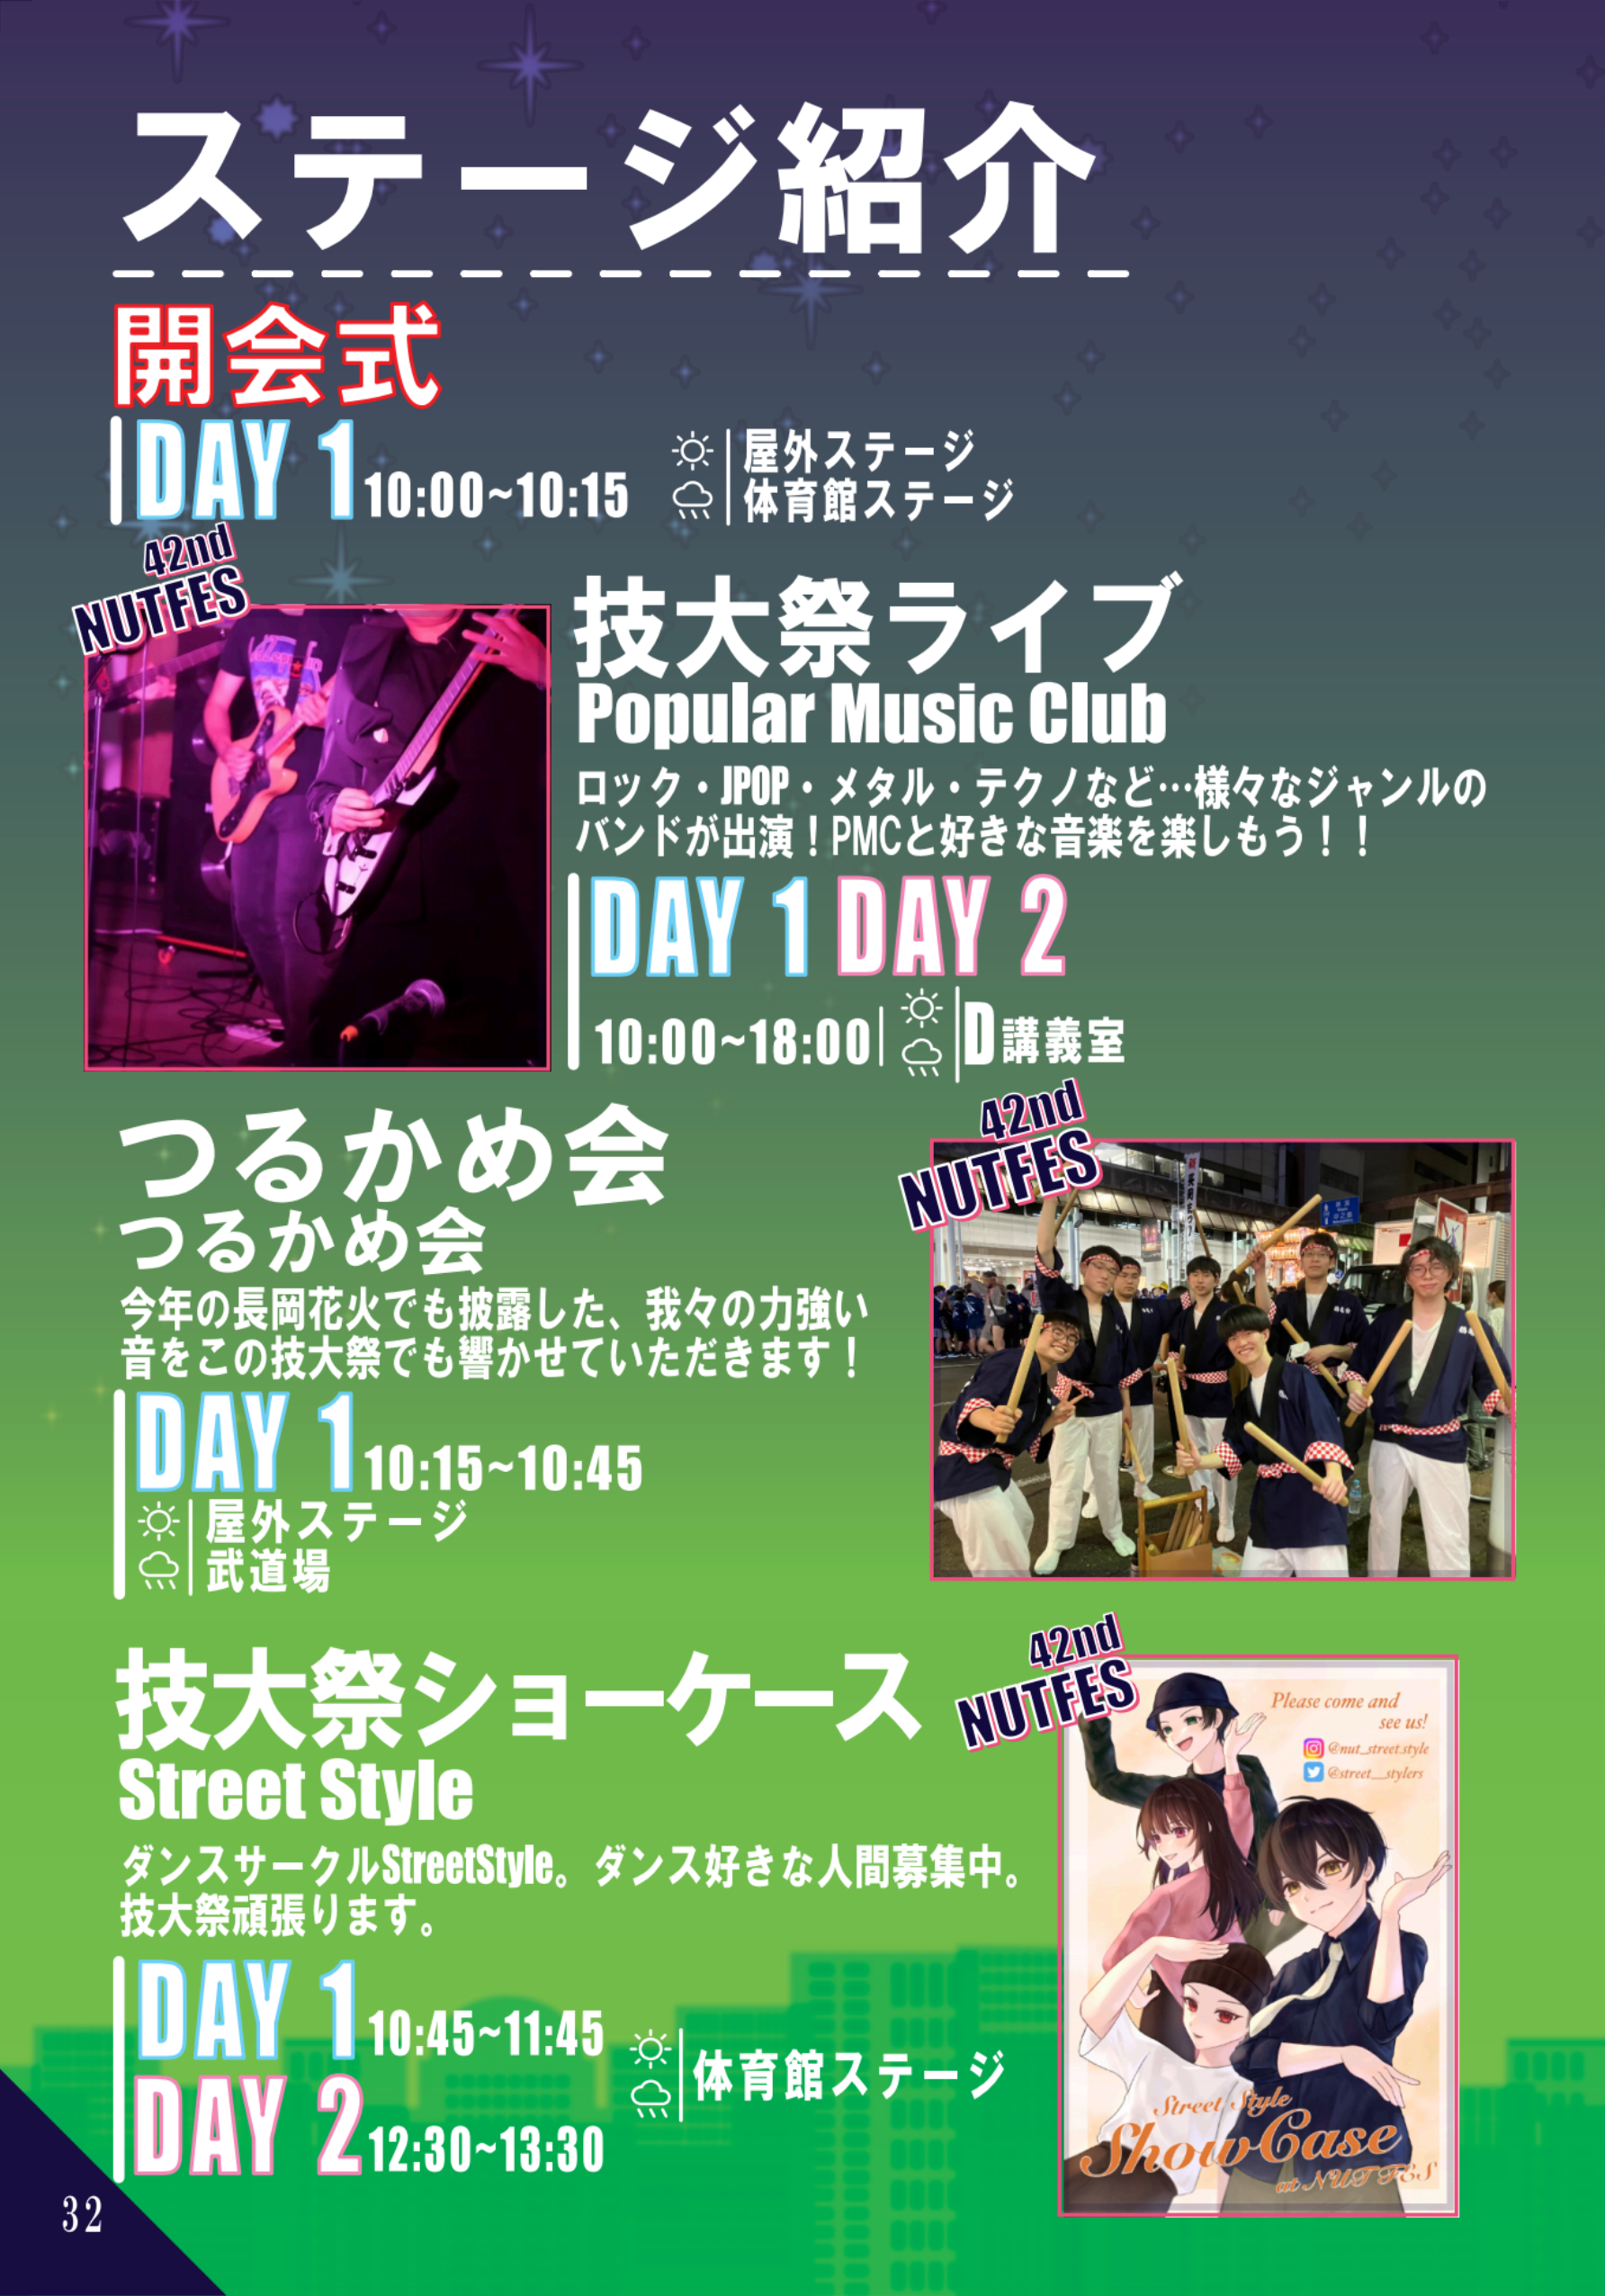 ステージ紹介
開会式
DAY 1 10:00~10:15
屋外ステージ
体育館ステージ
42nd
NUTFES
技大祭ライブ
Popular Music Club
ロック・JPOP・メタル・テクノなど…様々なジャンルの
バンドが出演！PMCと好きな音楽を楽しもう！！
DAY 1 DAY 2
10:00~18:00
D講義室
つるかめ会
つるかめ会
今年の長岡花火でも披露した、我々の力強い
音をこの技大祭でも響かせていただきます！
DAY 1 10:15~10:45
屋外ステージ
武道場
42nd
NUTFES
技大祭ショーケース
Street Style
ダンスサークルStreetStyle。ダンス好きな人間募集中。
技大祭頑張ります。
DAY 1 10:45~11:45
DAY 2 12:30~13:30
体育館ステージ
42nd
NUTFES
Please come and
see us!
@nut_street.style
@street__stylers
Street Style
ShowCase
at NUT FES
32